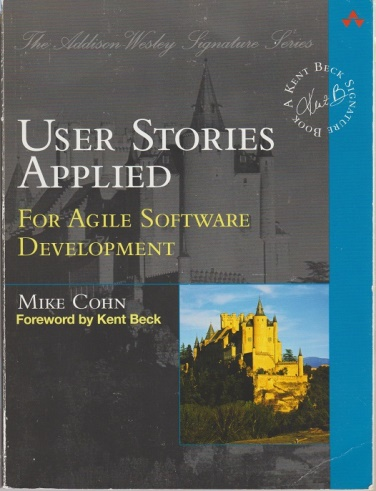 The Addison Wesley Signature Series
A KENT BECK SIGNATURE BOOK
Kent B
USER STORIES
APPLIED
FOR AGILE SOFTWARE
DEVELOPMENT
MIKE COHN
Foreword by Kent Beck